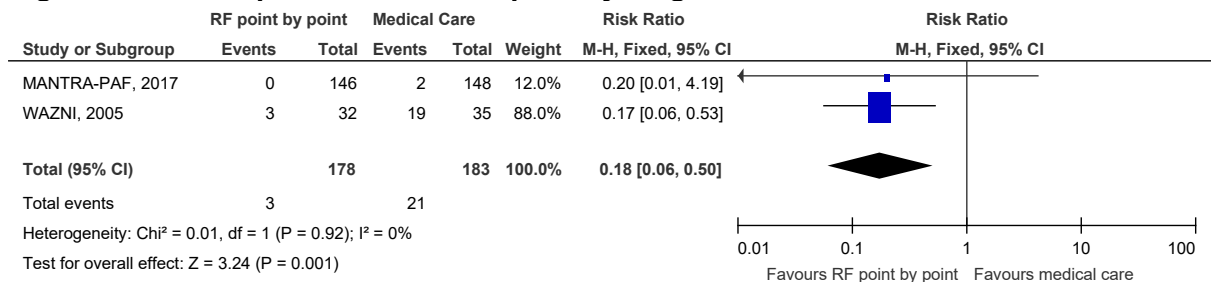 RF point by point Medical Care Risk Ratio Risk Ratio
Study or Subgroup Events Total Events Total Weight M-H, Fixed, 95% CI M-H, Fixed, 95% CI
MANTRA-PAF, 2017 0 146 2 148 12.0% 0.20 [0.01, 4.19]
WAZNI, 2005 3 32 19 35 88.0% 0.17 [0.06, 0.53]
Total (95% CI) 178 183 100.0% 0.18 [0.06, 0.50]
Total events 3 21
Heterogeneity: Chi² = 0.01, df = 1 (P = 0.92); I² = 0%
Test for overall effect: Z = 3.24 (P = 0.001)
0.01 0.1 1 10 100
Favours RF point by point Favours medical care